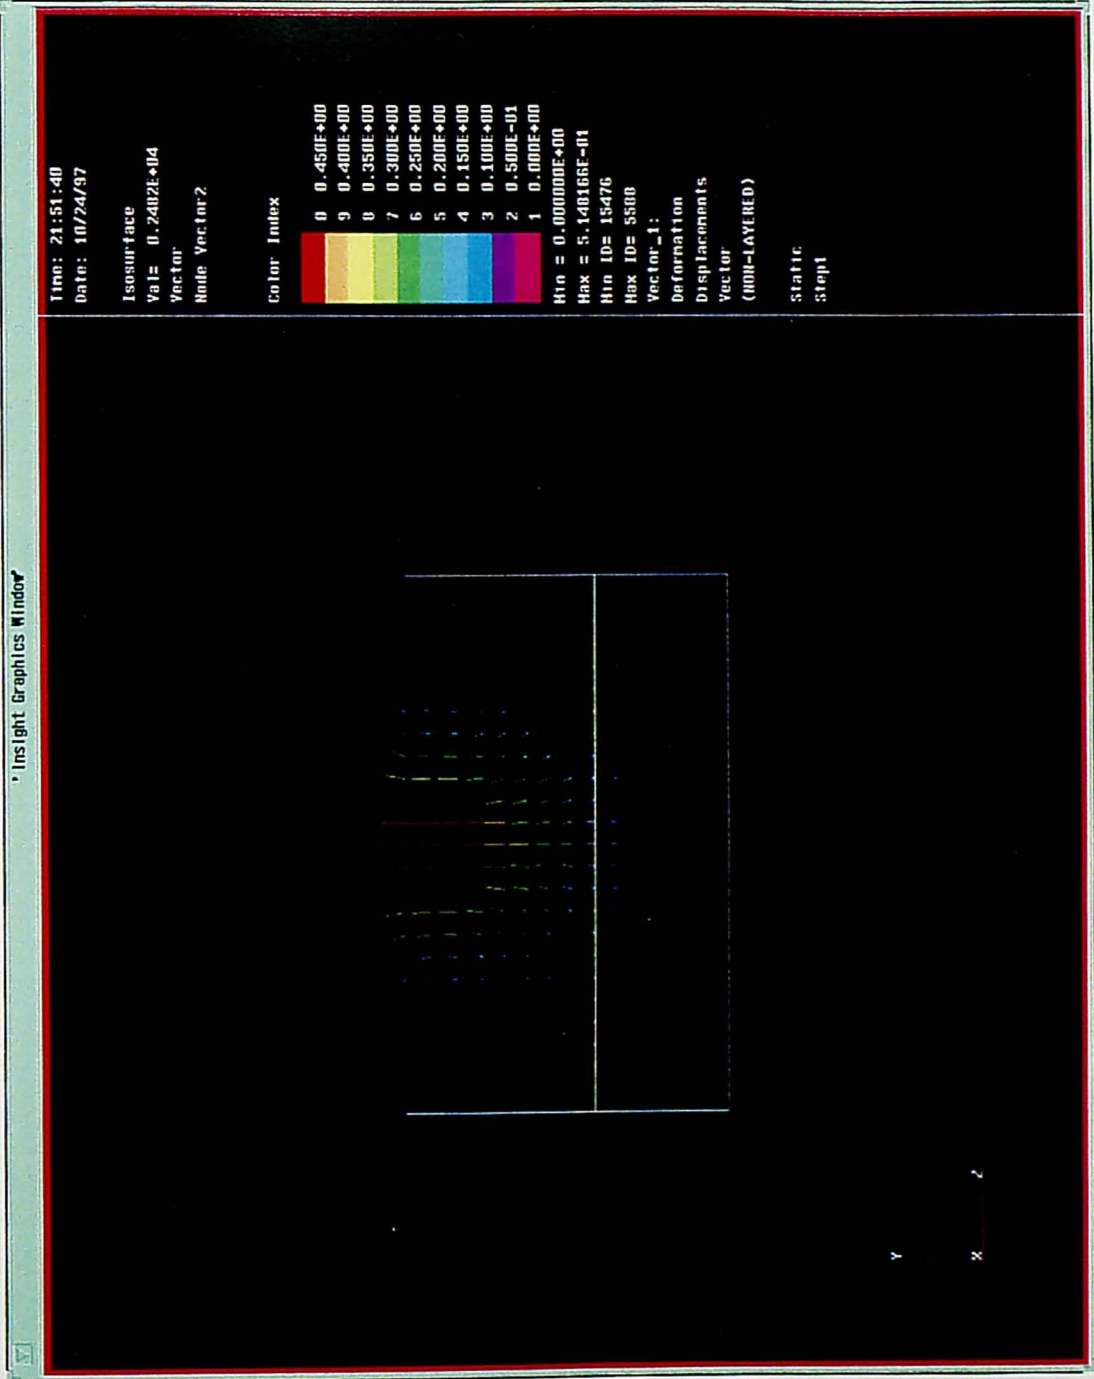 Insight Graphics Window
Time: 21:51:40
Date: 10/24/97
Isosurface
Val= 0.2482E+04
Vector
Node Vector2
Color Index
0 0.450E+00
9 0.400E+00
8 0.350E+00
7 0.300E+00
6 0.250E+00
5 0.200E+00
4 0.150E+00
3 0.100E+00
2 0.500E-01
1 0.000E+00
Min = 0.000000E+00
Max = 5.148166E-01
Min ID= 15476
Max ID= 5580
Vector_1:
Deformation
Displacements
Vector
(NON-LAYERED)
Static
Step1
Y
X Z